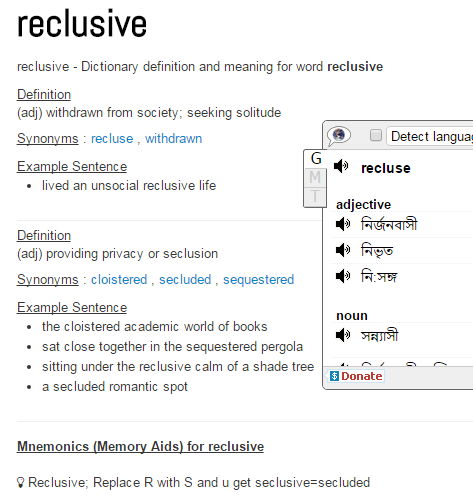 reclusive
reclusive - Dictionary definition and meaning for word reclusive
Definition
(adj) withdrawn from society; seeking solitude
Synonyms : recluse , withdrawn
Example Sentence
lived an unsocial reclusive life
Definition
(adj) providing privacy or seclusion
Synonyms : cloistered , secluded , sequestered
Example Sentence
the cloistered academic world of books
sat close together in the sequestered pergola
sitting under the reclusive calm of a shade tree
a secluded romantic spot
Mnemonics (Memory Aids) for reclusive
Reclusive; Replace R with S and u get seclusive=secluded
Detect languag
G
M
T
recluse
adjective
নির্জনবাসী
নিভৃত
নি:সঙ্গ
noun
সন্ন্যাসী
$ Donate